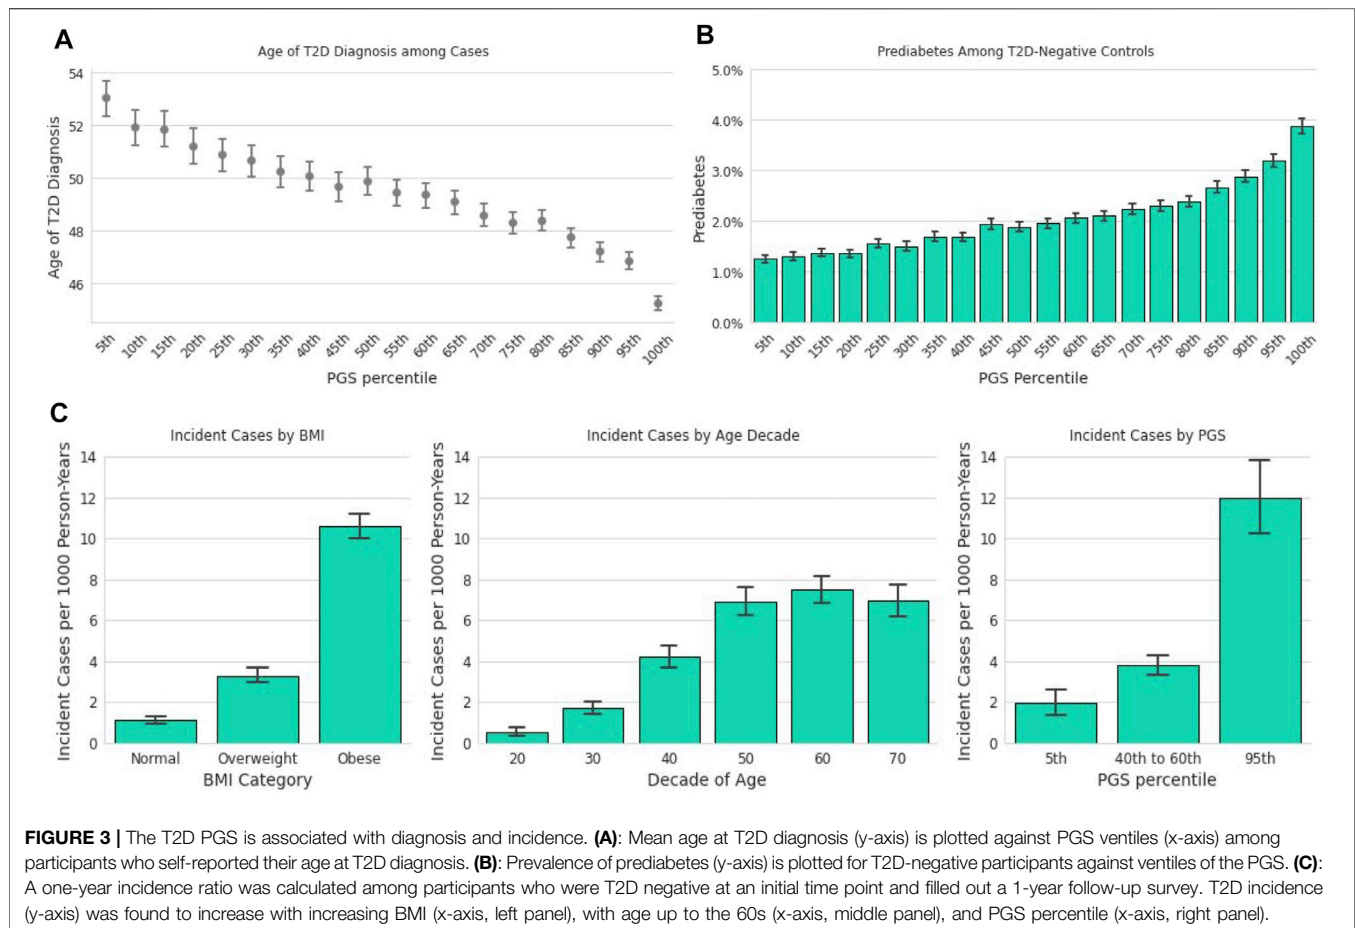 A
Age of T2D Diagnosis among Cases
Age of T2D Diagnosis
54
52
50
48
46
5th
10th
15th
20th
25th
30th
35th
40th
45th
50th
55th
60th
65th
70th
75th
80th
85th
90th
95th
100th
PGS percentile
B
Prediabetes Among T2D-Negative Controls
Prediabetes
5.0%
4.0%
3.0%
2.0%
1.0%
0.0%
5th
10th
15th
20th
25th
30th
35th
40th
45th
50th
55th
60th
65th
70th
75th
80th
85th
90th
95th
100th
PGS Percentile
C
Incident Cases by BMI
Incident Cases per 1000 Person-Years
14
12
10
8
6
4
2
0
Normal
Overweight
Obese
BMI Category
Incident Cases by Age Decade
Incident Cases per 1000 Person-Years
14
12
10
8
6
4
2
0
20
30
40
50
60
70
Decade of Age
Incident Cases by PGS
Incident Cases per 1000 Person-Years
14
12
10
8
6
4
2
0
5th
40th to 60th
95th
PGS percentile
FIGURE 3 | The T2D PGS is associated with diagnosis and incidence. (A): Mean age at T2D diagnosis (y-axis) is plotted against PGS ventiles (x-axis) among
participants who self-reported their age at T2D diagnosis. (B): Prevalence of prediabetes (y-axis) is plotted for T2D-negative participants against ventiles of the PGS. (C):
A one-year incidence ratio was calculated among participants who were T2D negative at an initial time point and filled out a 1-year follow-up survey. T2D incidence
(y-axis) was found to increase with increasing BMI (x-axis, left panel), with age up to the 60s (x-axis, middle panel), and PGS percentile (x-axis, right panel).